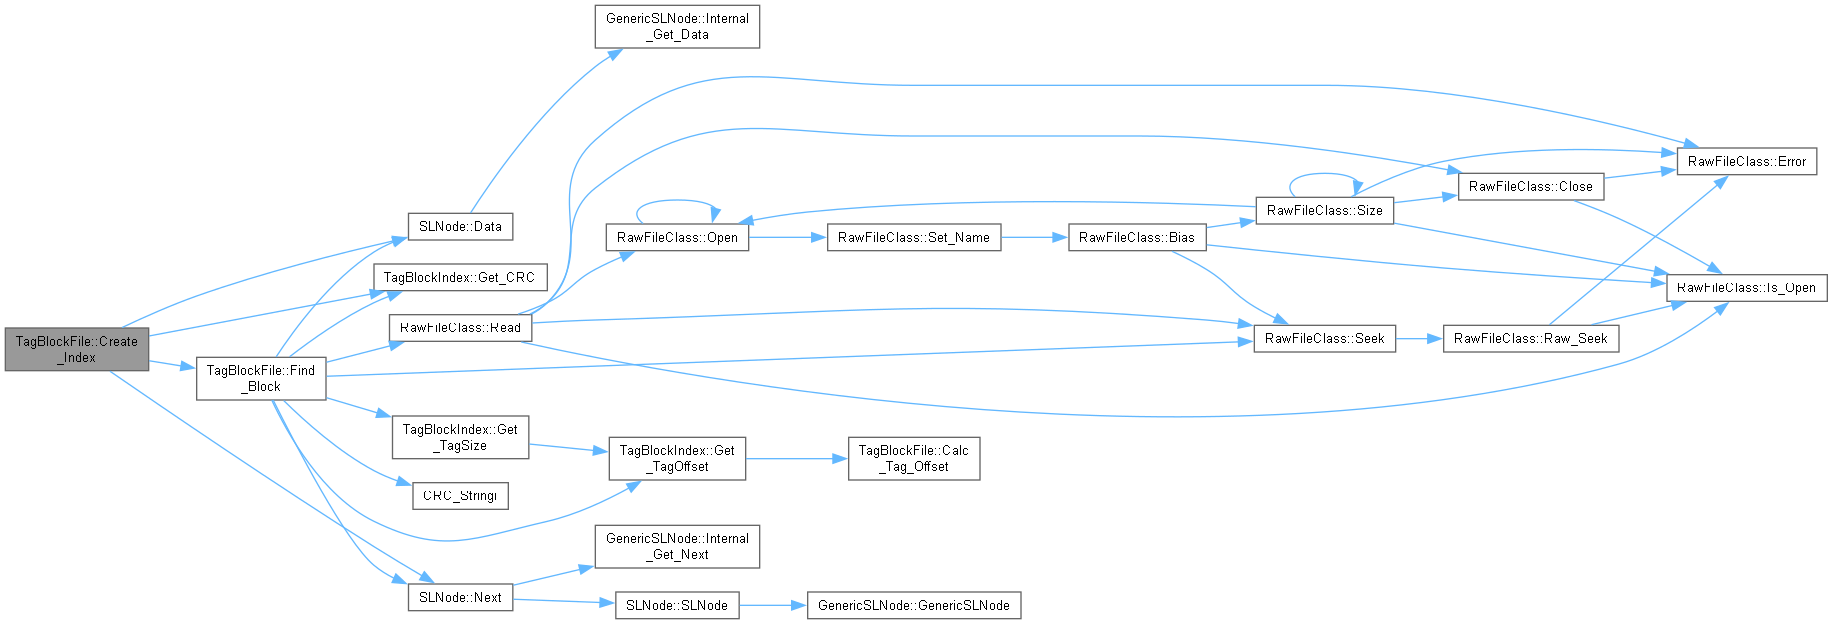 GenericSLNode::Internal
_Get_Data
RawFileClass::Error
RawFileClass::Close
RawFileClass::Size
SLNode::Data
RawFileClass::Open
RawFileClass::Set_Name
RawFileClass::Bias
TagBlockIndex::Get_CRC
RawFileClass::Is_Open
RawFileClass::Read
TagBlockFile::Create
_Index
RawFileClass::Seek
RawFileClass::Raw_Seek
TagBlockFile::Find
_Block
TagBlockIndex::Get
_TagSize
TagBlockIndex::Get
_TagOffset
TagBlockFile::Calc
_Tag_Offset
CRC_Stringi
GenericSLNode::Internal
_Get_Next
SLNode::Next
SLNode::SLNode
GenericSLNode::GenericSLNode